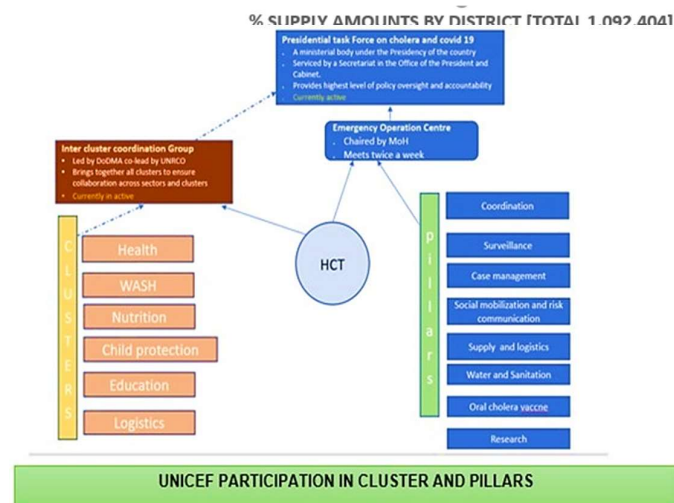 % SUPPLY AMOUNTS BY DISTRICT [TOTAL 1,092,404]
Presidential task Force on cholera and covid 19
. A ministerial body under the Presidency of the country
. Serviced by a Secretariat in the Office of the President and
Cabinet.
. Provides highest level of policy oversight and accountability
. Currently active
Emergency Operation Centre
. Chaired by MoH
. Meets twice a week
Inter cluster coordination Group
• Led by DoDMA co-lead by UNRCO
• Brings together all clusters to ensure
collaboration across sectors and clusters
• Currently in active
CLUSTERS
Health
WASH
Nutrition
Child protection
Education
Logistics
HCT
pillars
Coordination
Surveillance
Case management
Social mobilization and risk
communication
Supply and logistics
Water and Sanitation
Oral cholera vaccne
Research
UNICEF PARTICIPATION IN CLUSTER AND PILLARS